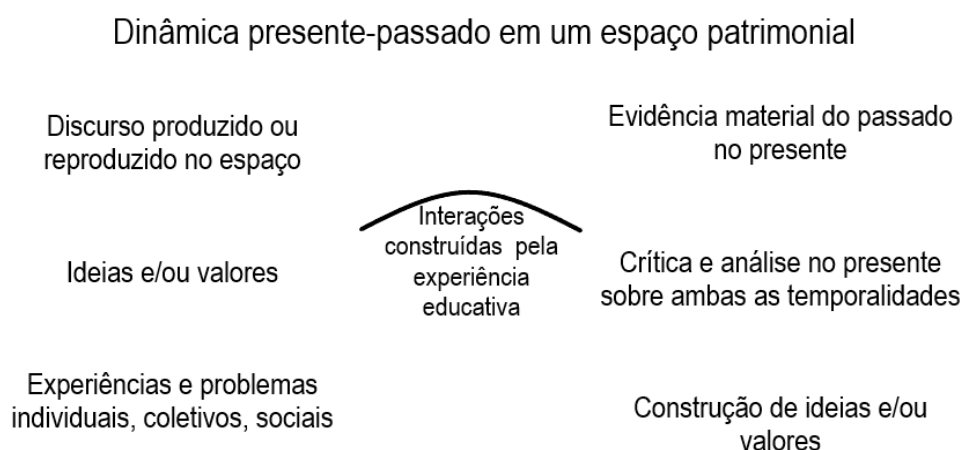 Dinâmica presente-passado em um espaço patrimonial
Discurso produzido ou
reproduzido no espaço
Ideias e/ou valores
Experiências e problemas
individuais, coletivos, sociais
Interações
construídas pela
experiência
educativa
Evidência material do passado
no presente
Crítica e análise no presente
sobre ambas as temporalidades
Construção de ideias e/ou
valores